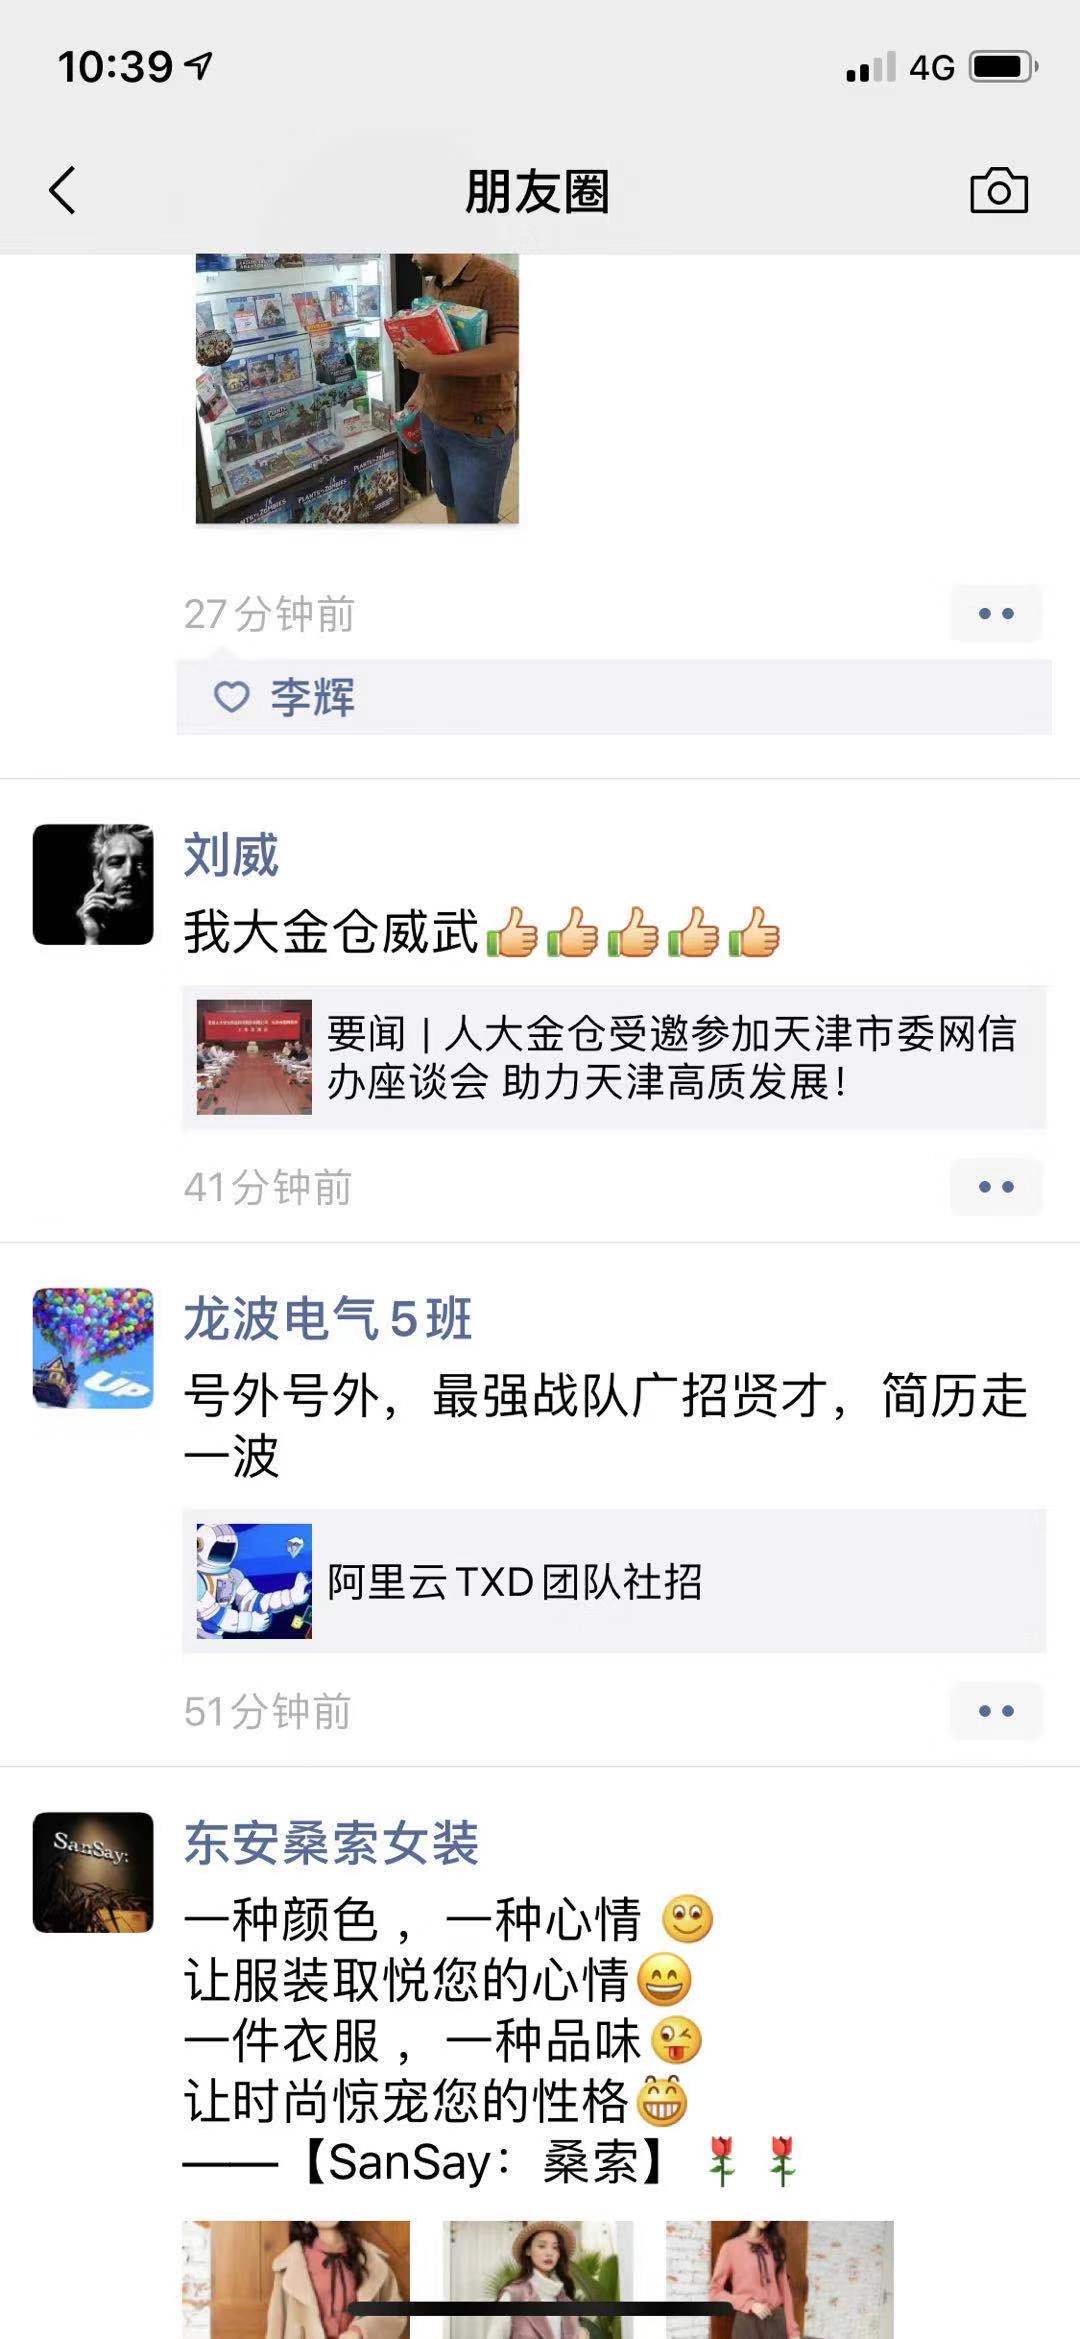 10:39
4G
朋友圈
PLANTS ZOMBIES
27分钟前
李辉
刘威
我大金仓威武👍👍👍👍👍
要闻 | 人大金仓受邀参加天津市委网信
办座谈会 助力天津高质发展！
41分钟前
龙波电气5班
UP
号外号外，最强战队广招贤才，简历走
一波
阿里云TXD团队社招
51分钟前
东安桑索女装
SanSay:
一种颜色 ，一种心情
让服装取悦您的心情
一件衣服 ，一种品味
让时尚惊宠您的性格
——【SanSay：桑索】